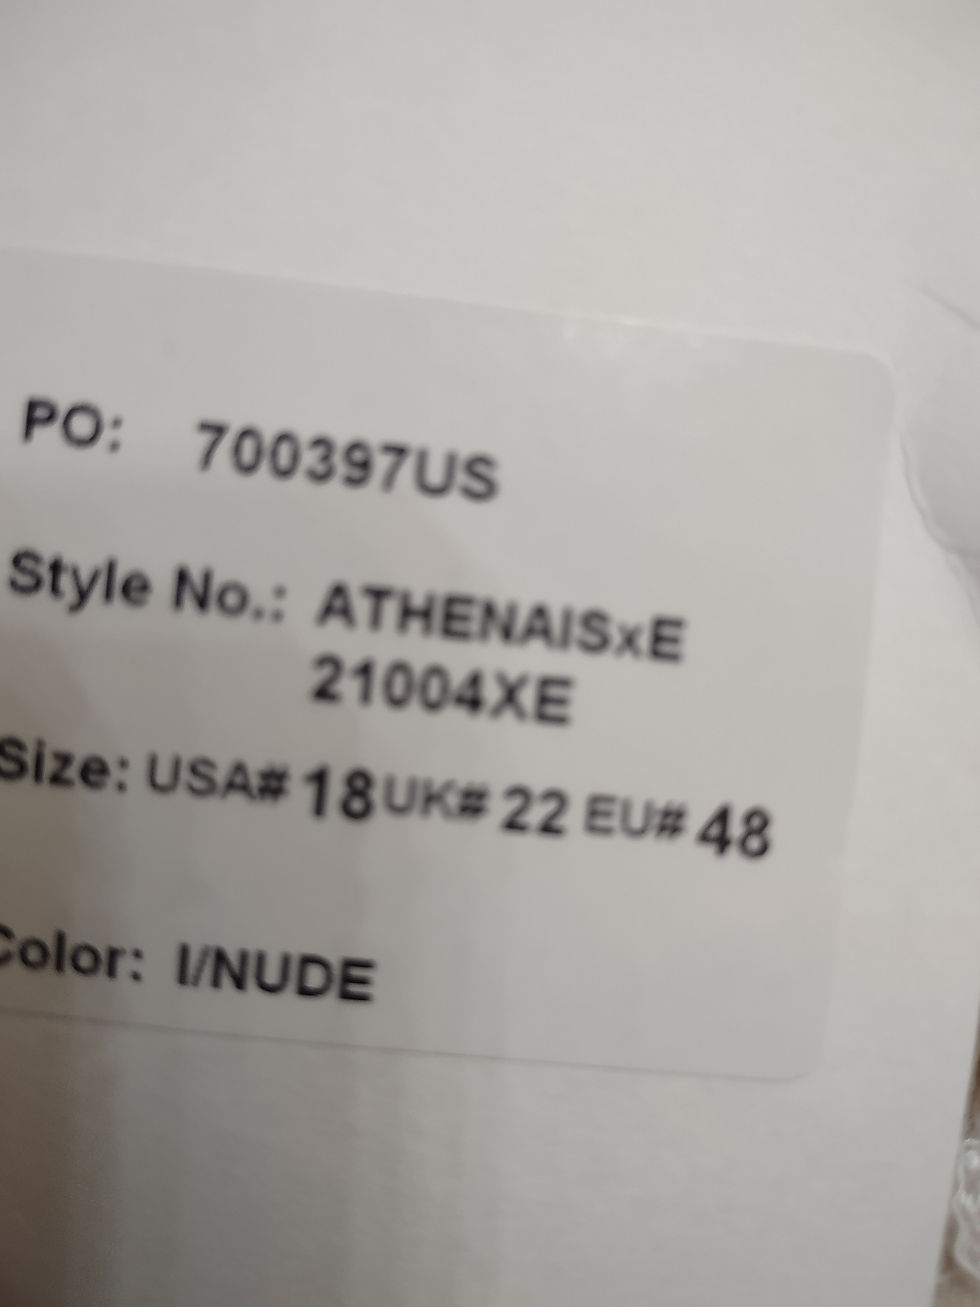 PO: 700397US
Style No.: ATHENAISxE
21004XE
Size: USA# 18 UK# 22 EU# 48
Color: I/NUDE